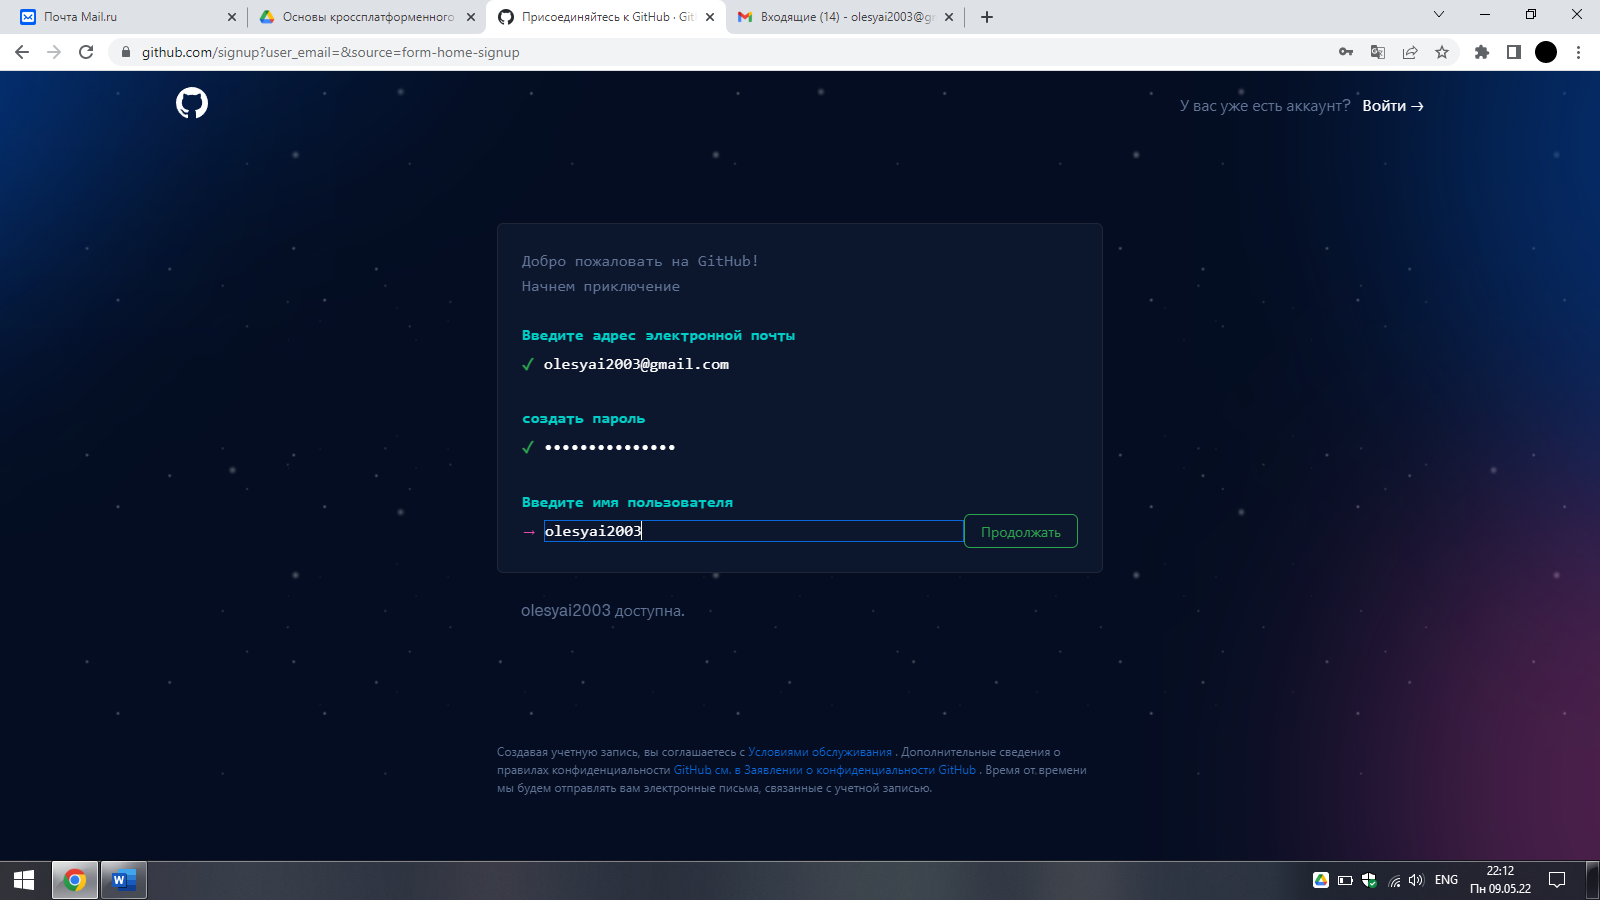 Почта Mail.ru
Основы кроссплатформенного
Присоединяйтесь к GitHub · Git
Входящие (14) - olesyai2003@g
github.com/signup?user_email=&source=form-home-signup
У вас уже есть аккаунт? Войти →
Добро пожаловать на GitHub!
Начнем приключение
Введите адрес электронной почты
✓ olesyai2003@gmail.com
создать пароль
✓ •••••••••••••••
Введите имя пользователя
→ olesyai2003 Продолжать
olesyai2003 доступна.
Создавая учетную запись, вы соглашаетесь с Условиями обслуживания . Дополнительные сведения о
правилах конфиденциальности GitHub см. в Заявлении о конфиденциальности GitHub . Время от времени
мы будем отправлять вам электронные письма, связанные с учетной записью.
W
ENG
22:12
Пн 09.05.22